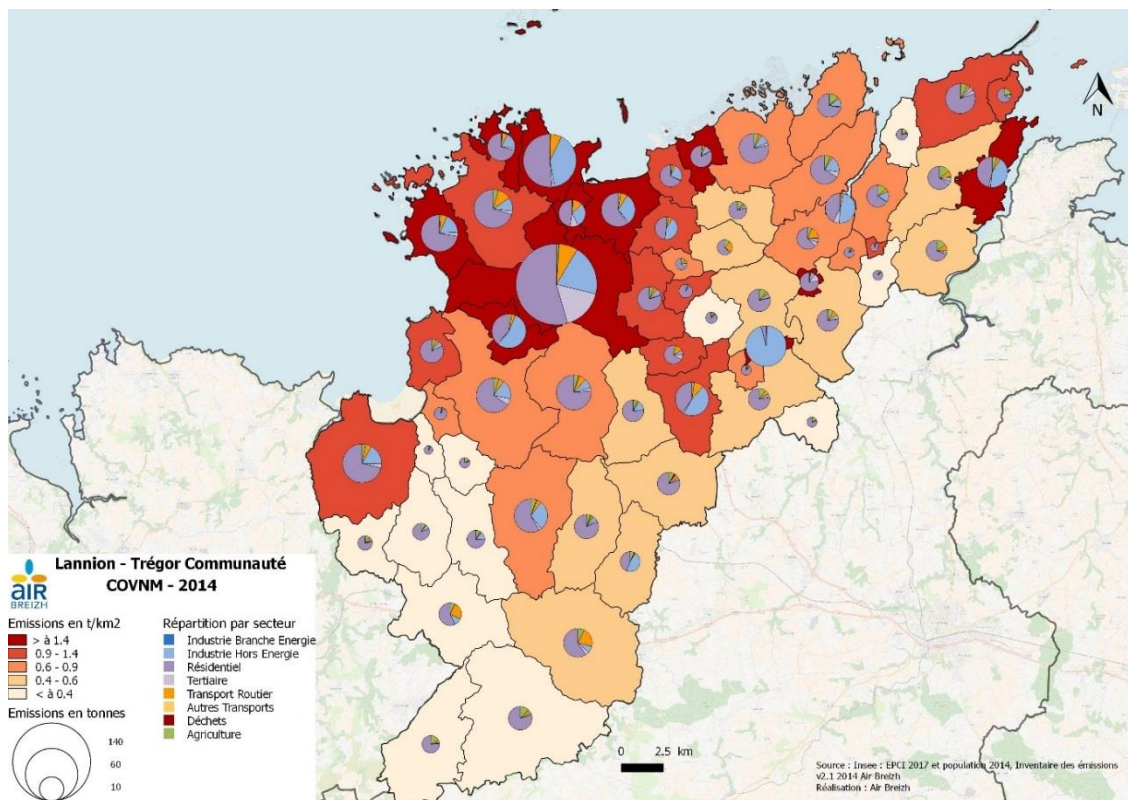 N
Lannion - Trégor Communauté
COVNM - 2014
aiR
BREIZH
Emissions en t/km2
> à 1.4
0.9 - 1.4
0.6 - 0.9
0.4 - 0.6
< à 0.4
Emissions en tonnes
140
60
10
Répartition par secteur
Industrie Branche Energie
Industrie Hors Energie
Résidentiel
Tertiaire
Transport Routier
Autres Transports
Déchets
Agriculture
0 2.5 km
Source : Insee : EPCI 2017 et population 2014, Inventaire des émissions
v2.1 2014 Air Breizh
Réalisation : Air Breizh